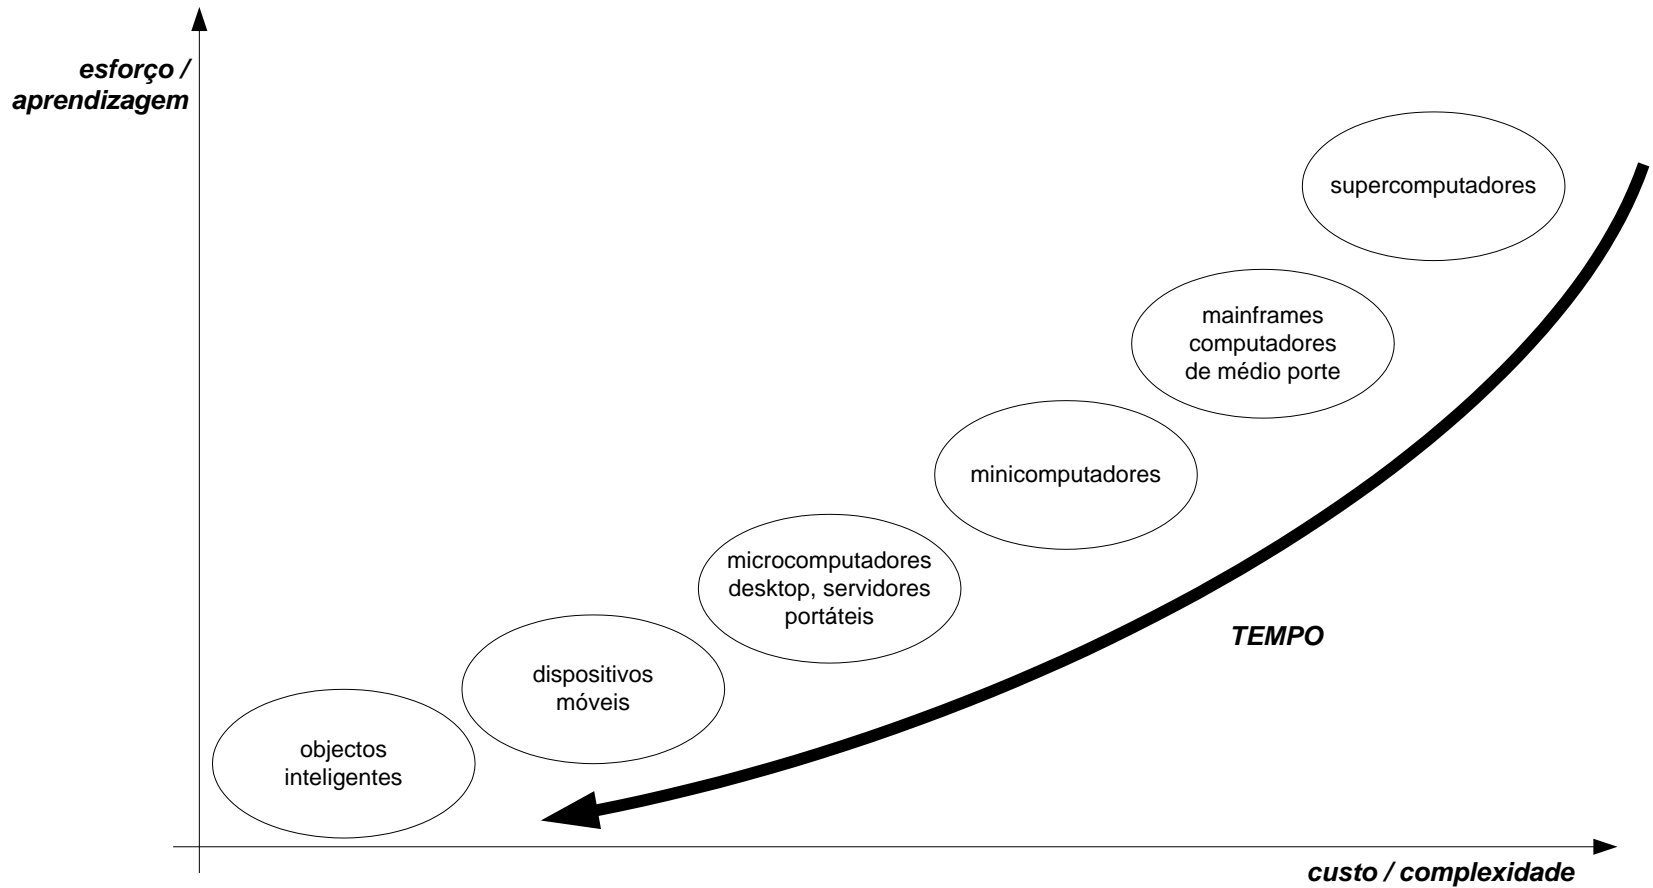 esforço /
aprendizagem
supercomputadores
mainframes
computadores
de médio porte
minicomputadores
microcomputadores
desktop, servidores
portáteis
TEMPO
dispositivos
móveis
objectos
inteligentes
custo / complexidade